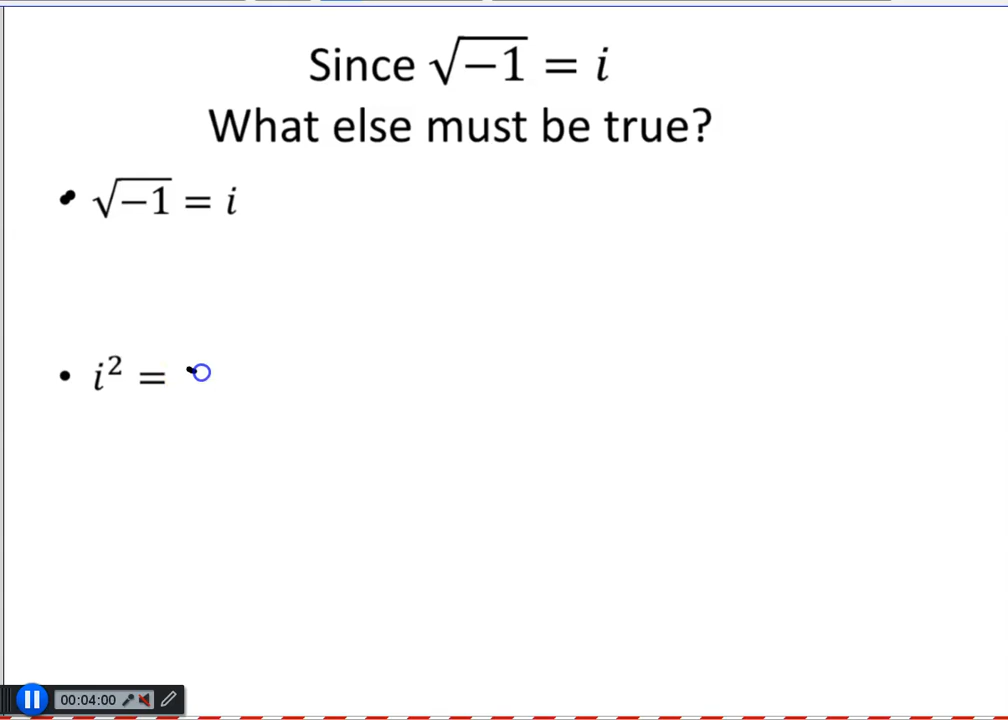 Since √−1 = i
What else must be true?
• √−1 = i
• i² =
00:04:00